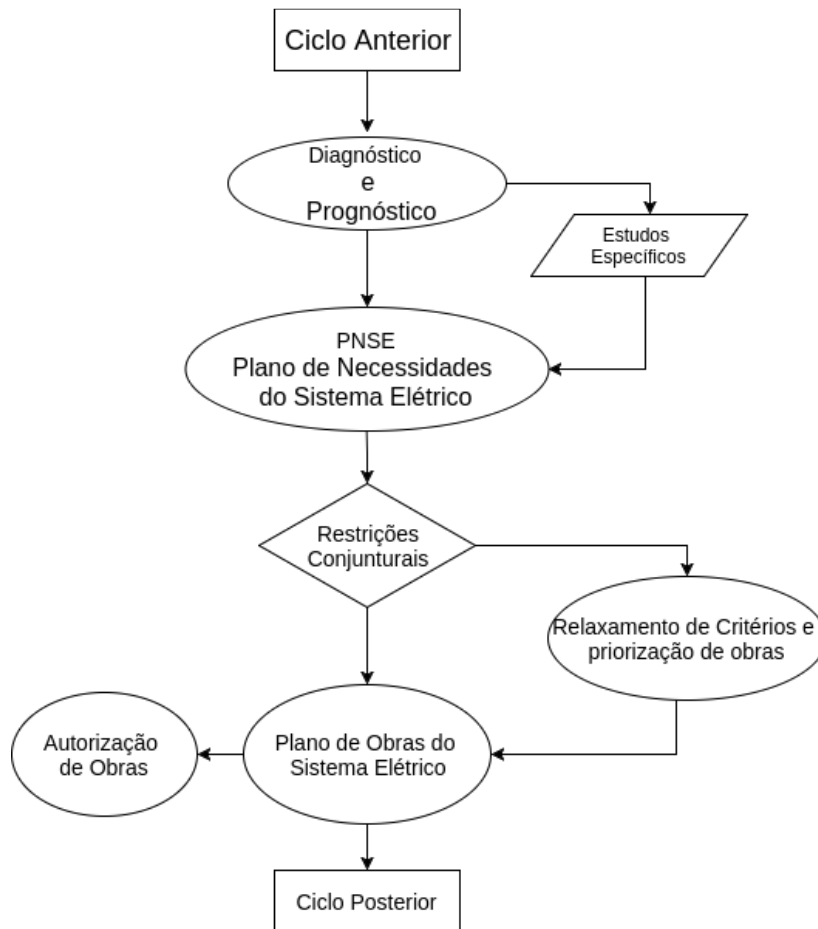 Ciclo Anterior
Diagnóstico
e
Prognóstico
Estudos
Específicos
PNSE
Plano de Necessidades
do Sistema Elétrico
Restrições
Conjunturais
Relaxamento de Critérios e
priorização de obras
Autorização
de Obras
Plano de Obras do
Sistema Elétrico
Ciclo Posterior